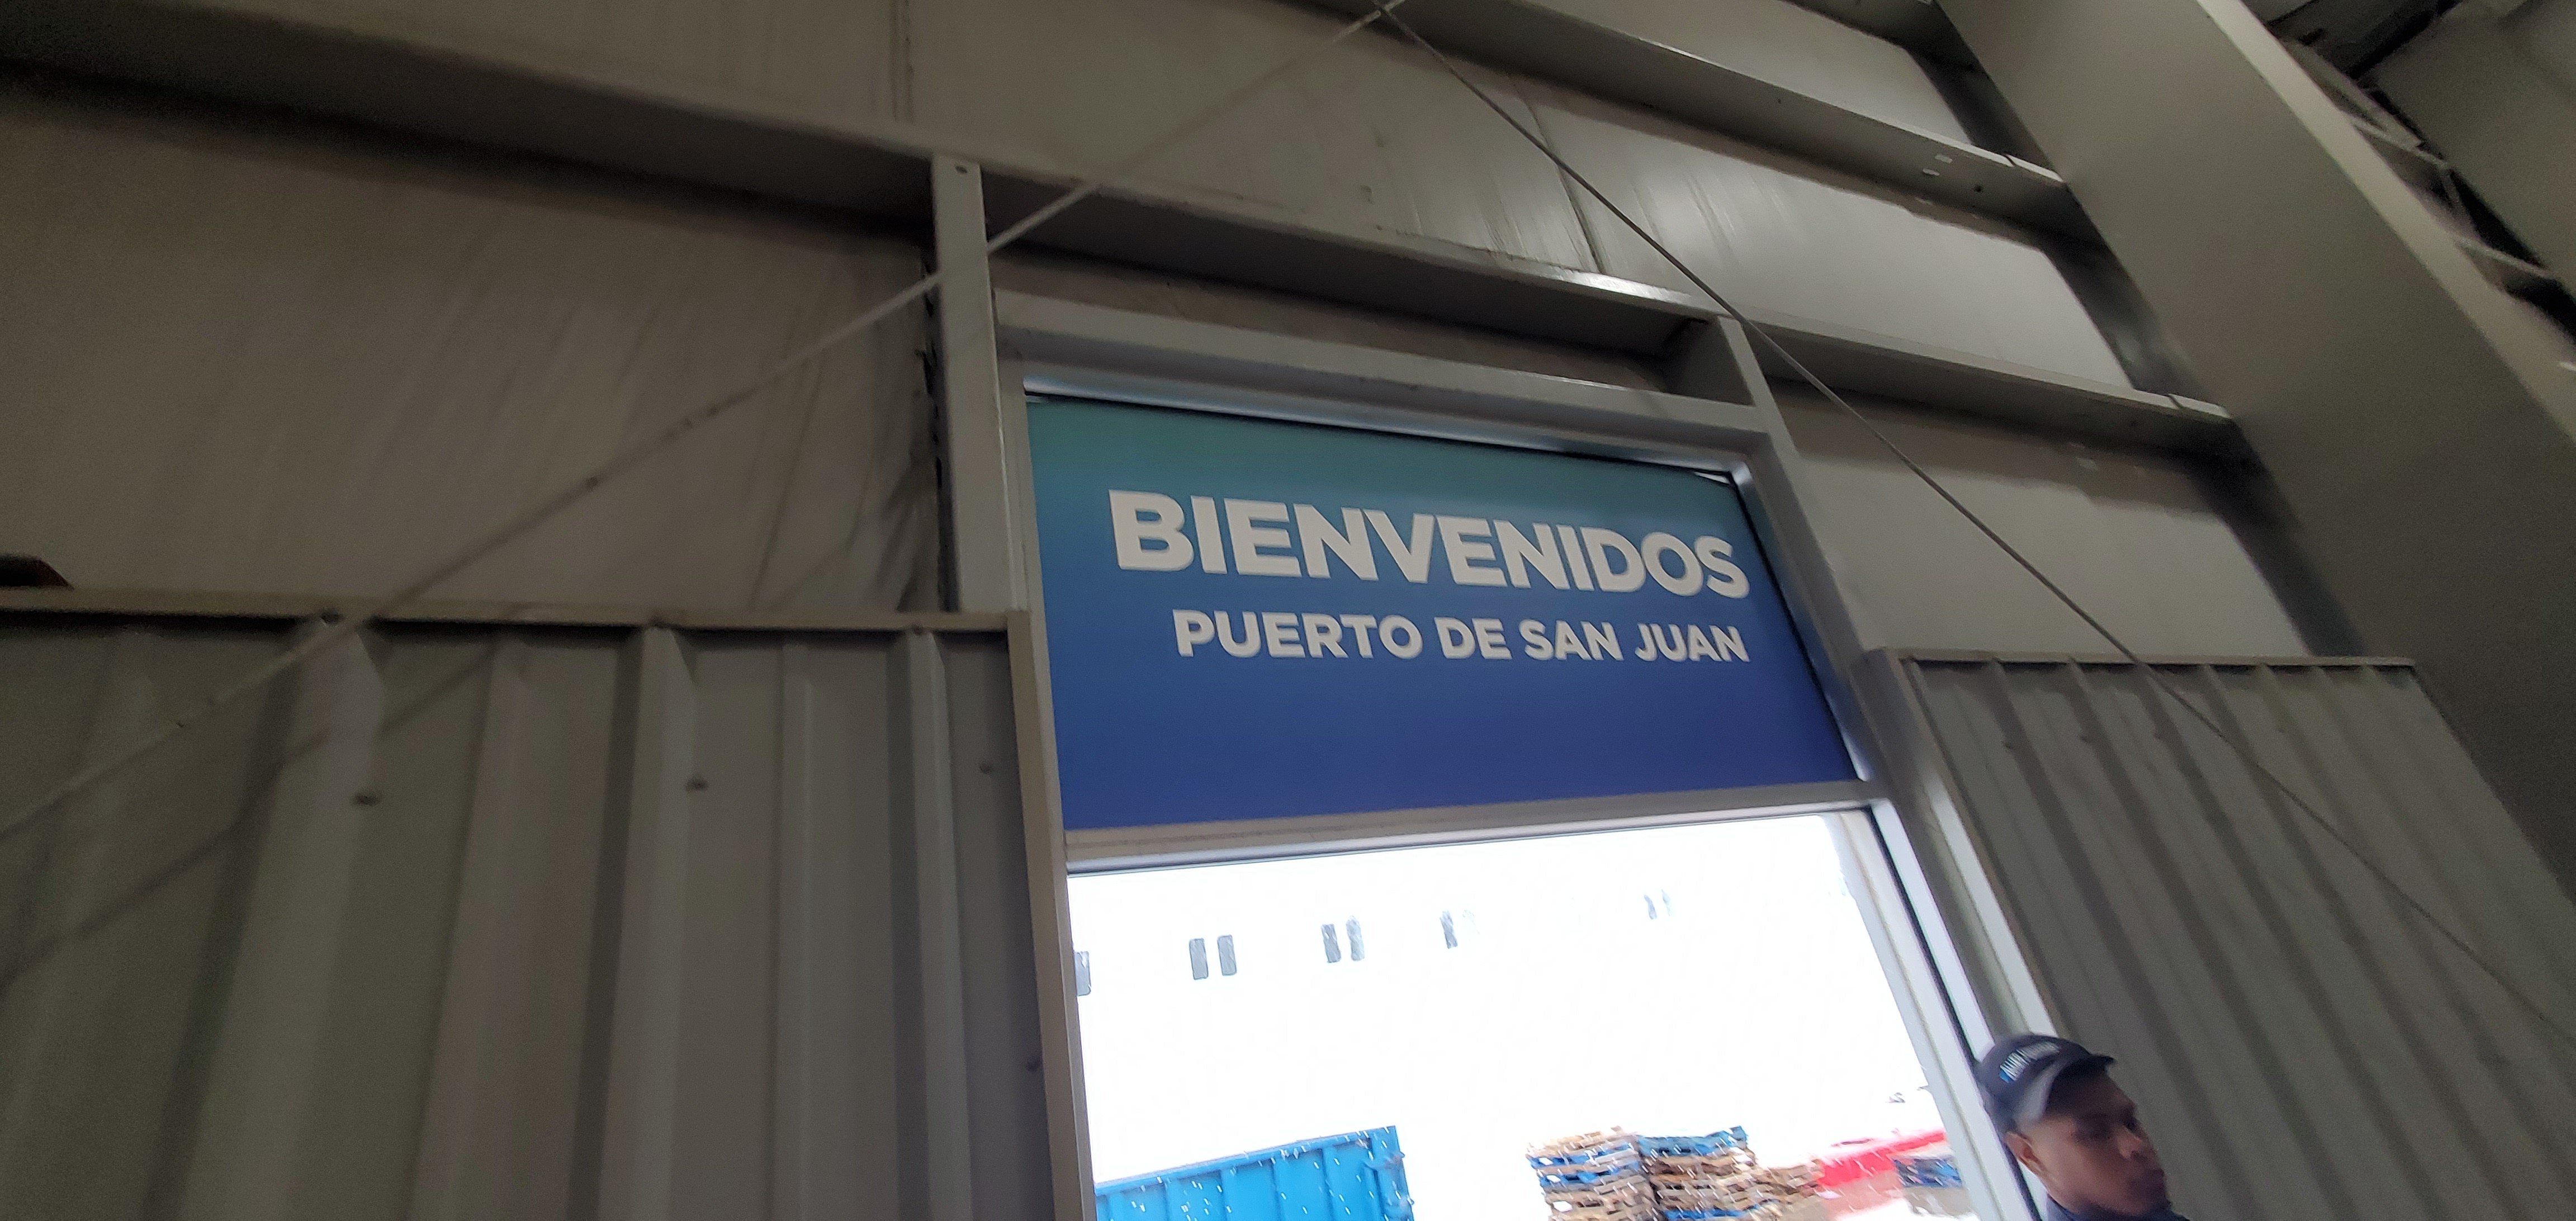 BIENVENIDOS
PUERTO DE SAN JUAN